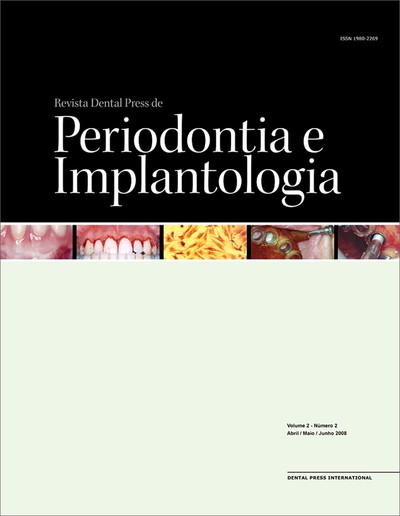 ISSN 1980-2269
Revista Dental Press de
Periodontia e
Implantologia
Volume 2 - Número 2
Abril / Maio / Junho 2008
DENTAL PRESS INTERNATIONAL